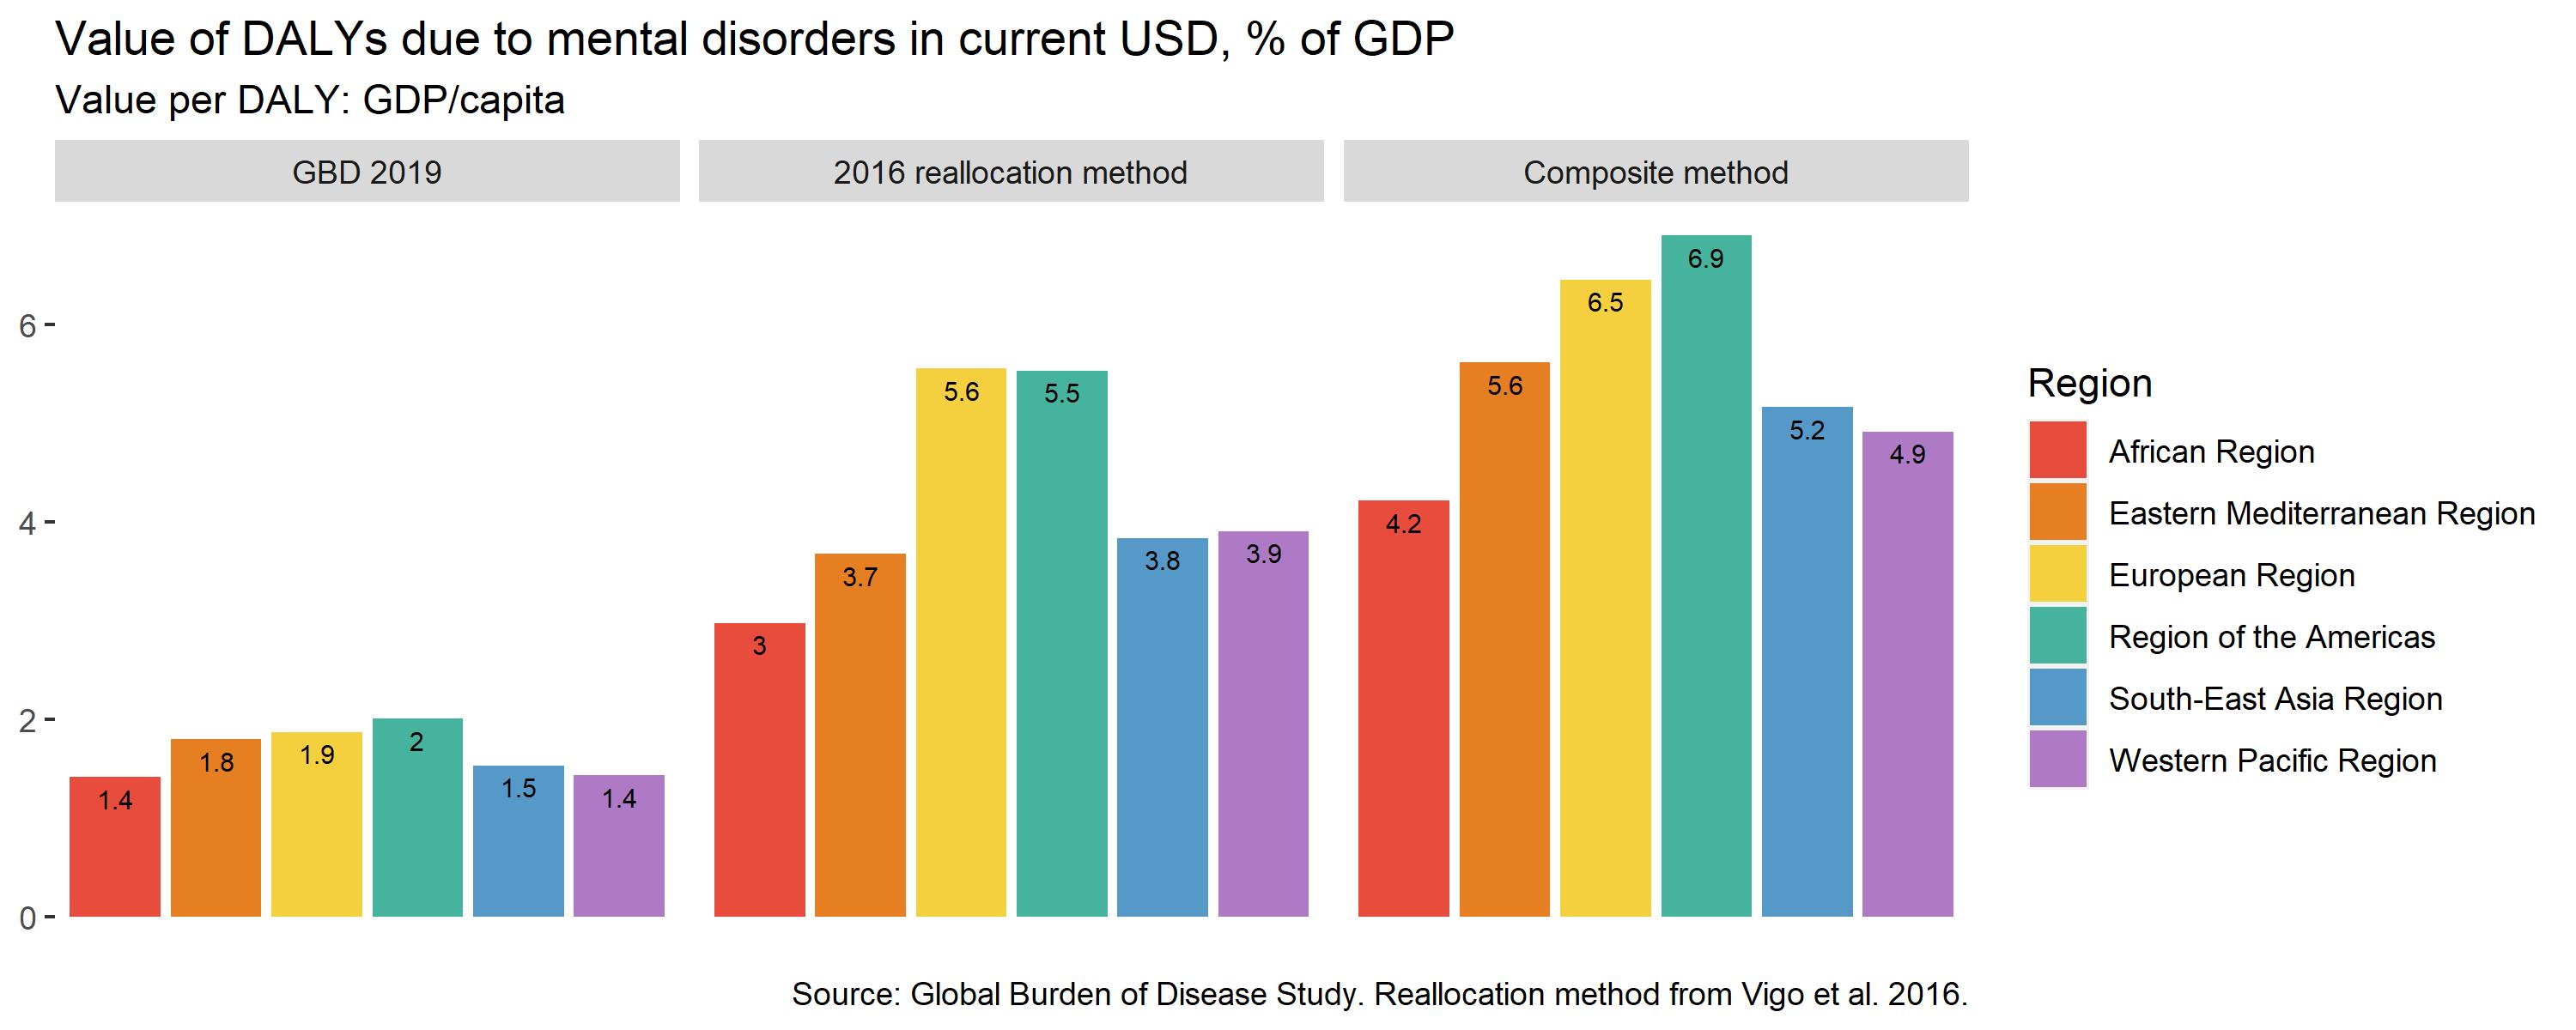 Value of DALYs due to mental disorders in current USD, % of GDP
Value per DALY: GDP/capita
GBD 2019
2016 reallocation method
Composite method
6
4
2
0
1.4
1.8
1.9
2
1.5
1.4
3
3.7
5.6
5.5
3.8
3.9
4.2
5.6
6.5
6.9
5.2
4.9
Region
African Region
Eastern Mediterranean Region
European Region
Region of the Americas
South-East Asia Region
Western Pacific Region
Source: Global Burden of Disease Study. Reallocation method from Vigo et al. 2016.